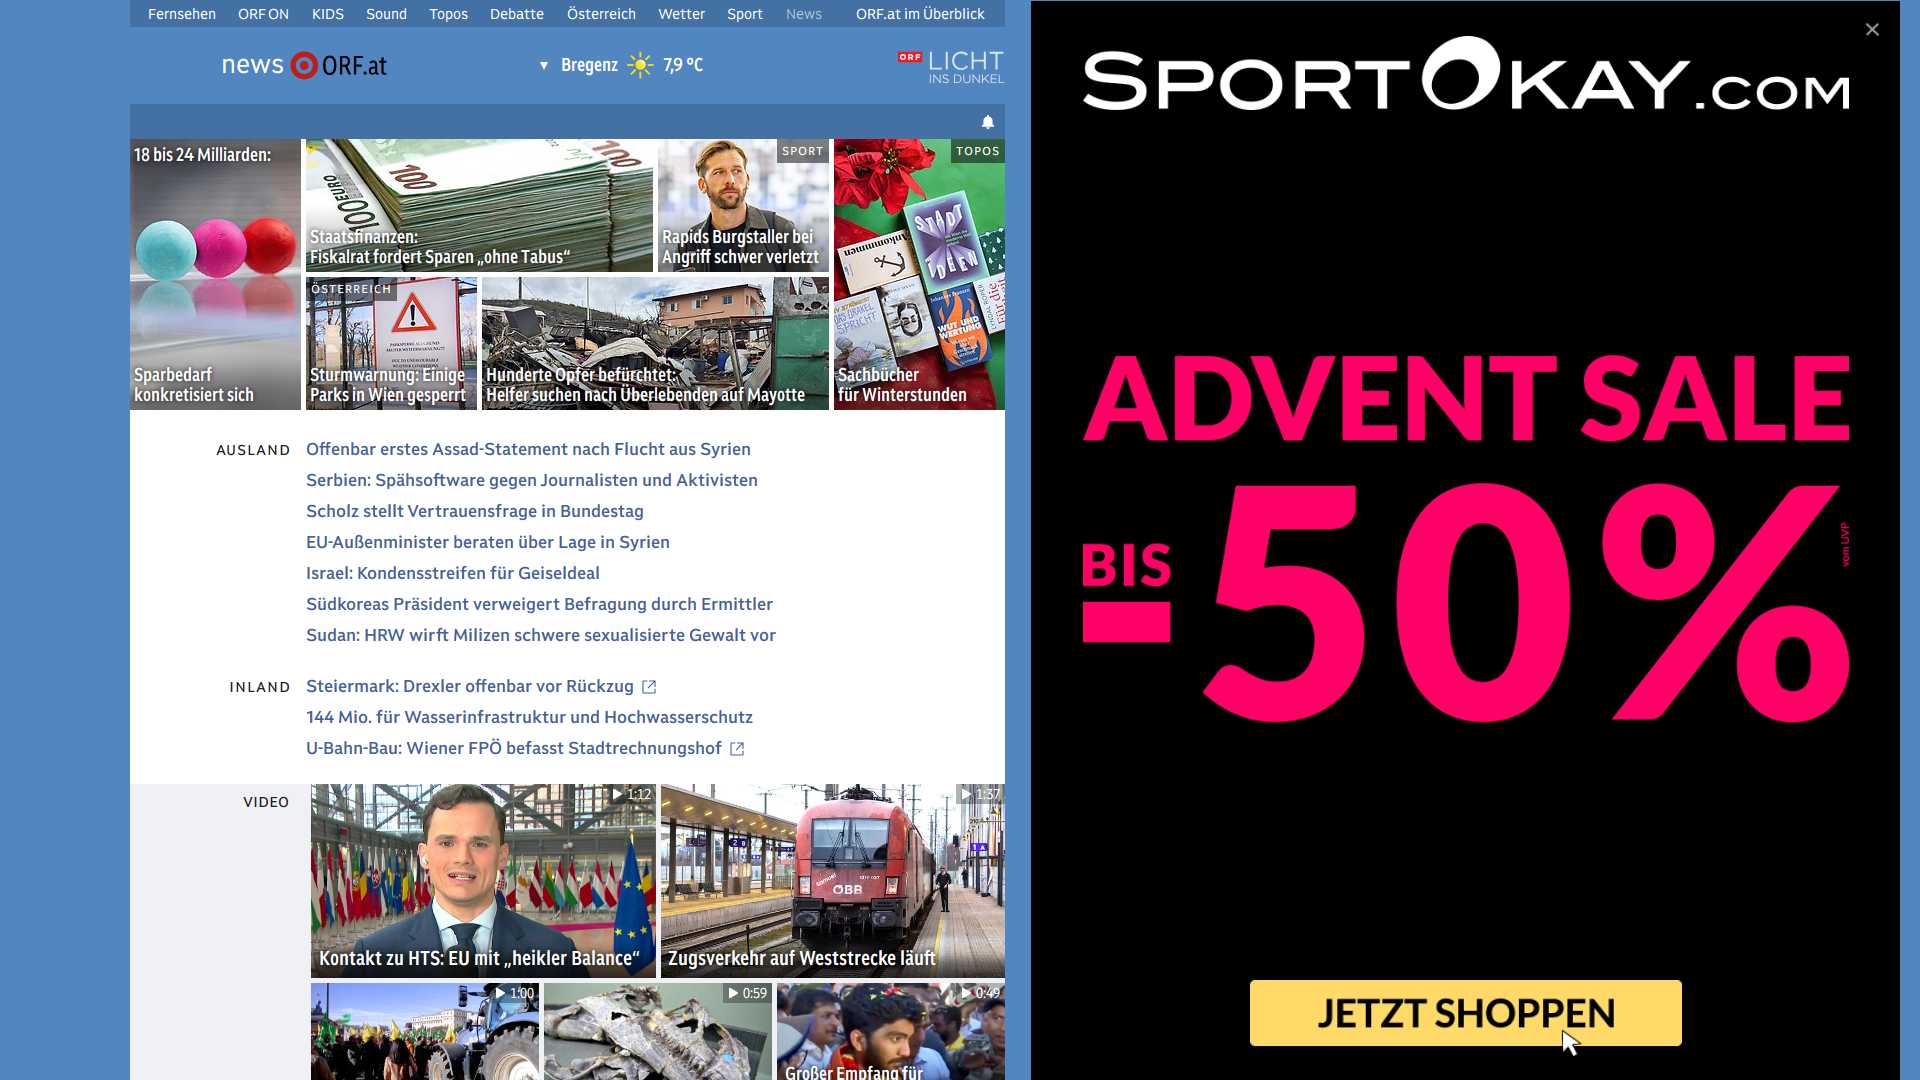 Fernsehen ORF ON KIDS Sound Topos Debatte Österreich Wetter Sport News ORF.at im Überblick
news ORF.at
▼ Bregenz 7,9 °C
ORF LICHT
INS DUNKEL
18 bis 24 Milliarden:
Sparbedarf
konkretisiert sich
Staatsfinanzen:
Fiskalrat fordert Sparen „ohne Tabus“
SPORT
Rapids Burgstaller bei
Angriff schwer verletzt
TOPOS
STADT
IDEEN
Ankommen
WUT UND
WERTUNG
Sachbücher
für Winterstunden
ÖSTERREICH
Sturmwarnung: Einige
Parks in Wien gesperrt
Hunderte Opfer befürchtet:
Helfer suchen nach Überlebenden auf Mayotte
AUSLAND
Offenbar erstes Assad-Statement nach Flucht aus Syrien
Serbien: Spähsoftware gegen Journalisten und Aktivisten
Scholz stellt Vertrauensfrage in Bundestag
EU-Außenminister beraten über Lage in Syrien
Israel: Kondensstreifen für Geiseldeal
Südkoreas Präsident verweigert Befragung durch Ermittler
Sudan: HRW wirft Milizen schwere sexualisierte Gewalt vor
INLAND
Steiermark: Drexler offenbar vor Rückzug
144 Mio. für Wasserinfrastruktur und Hochwasserschutz
U-Bahn-Bau: Wiener FPÖ befasst Stadtrechnungshof
VIDEO
1:12
Kontakt zu HTS: EU mit „heikler Balance“
1:37
ÖBB
Zugsverkehr auf Weststrecke läuft
1:00
0:59
0:49
Großer Empfang für
SPORTOKAY.COM
ADVENT SALE
BIS
-50%
vom UVP
JETZT SHOPPEN